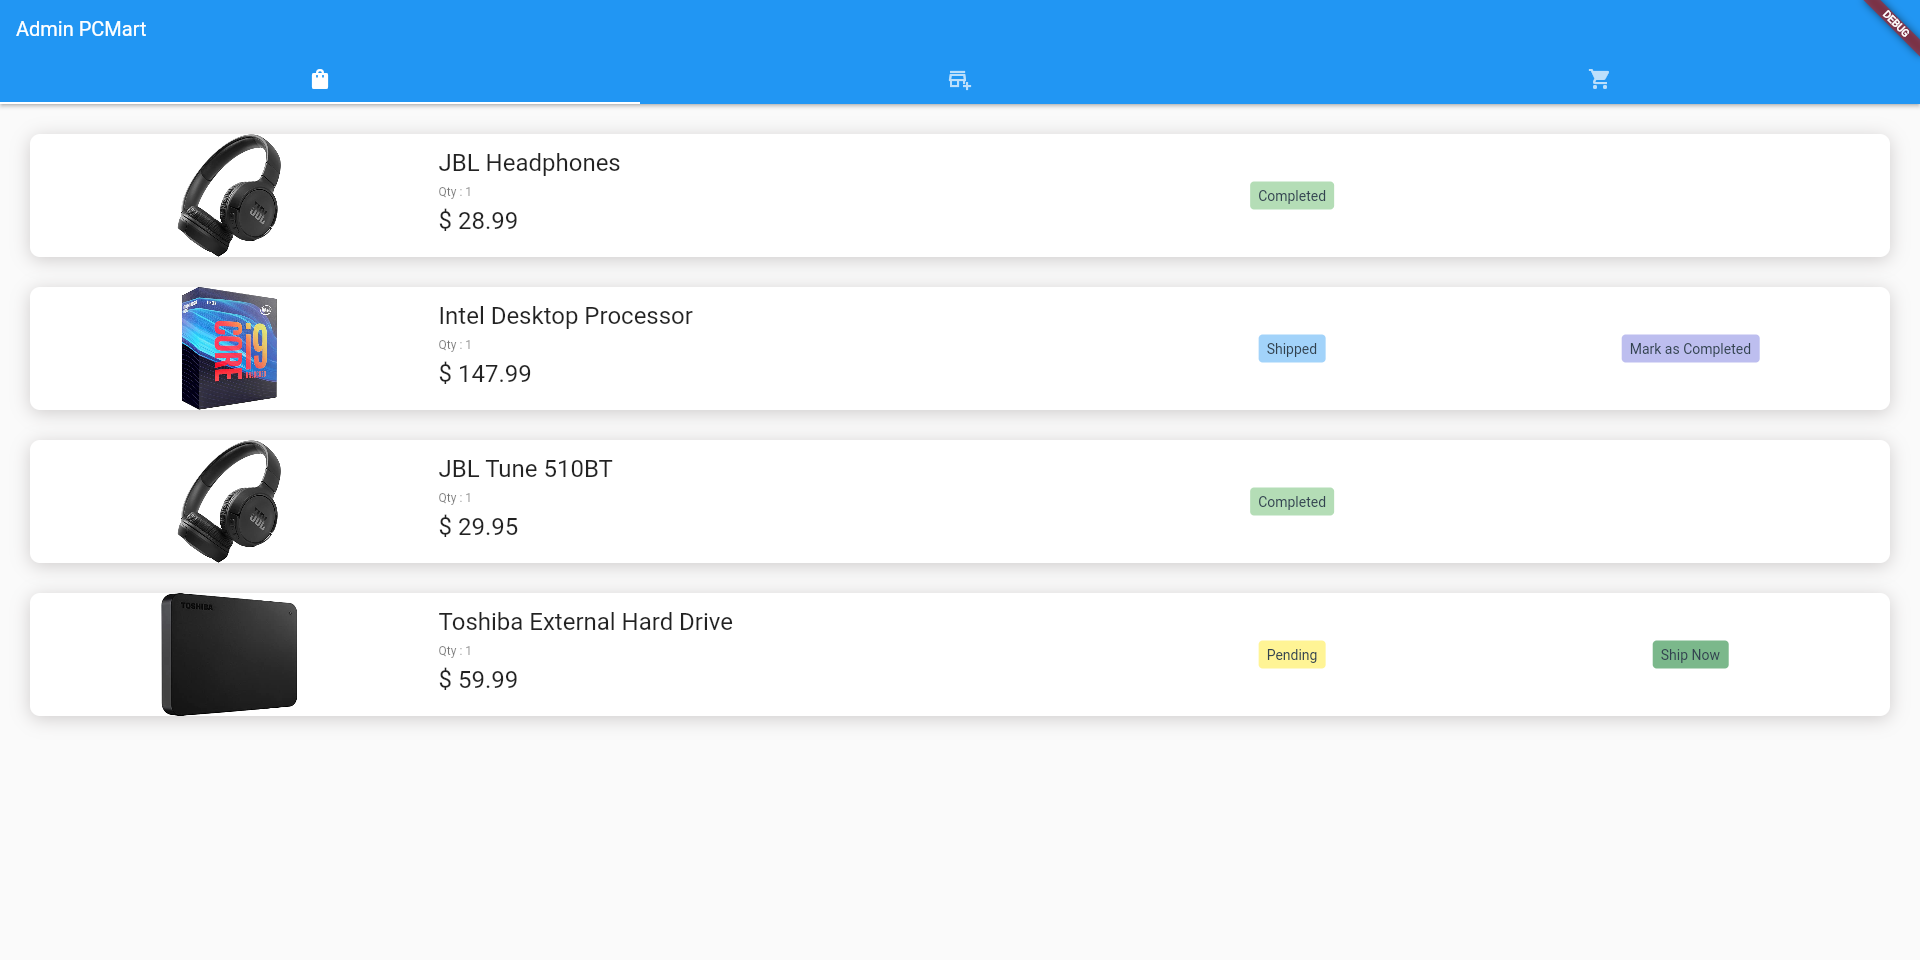 Admin PCMart
DEBUG
JBL Headphones
Qty : 1
$ 28.99
Completed
JBL
CORE
i9
Intel Desktop Processor
Qty : 1
$ 147.99
Shipped
Mark as Completed
JBL
JBL Tune 510BT
Qty : 1
$ 29.95
Completed
TOSHIBA
Toshiba External Hard Drive
Qty : 1
$ 59.99
Pending
Ship Now